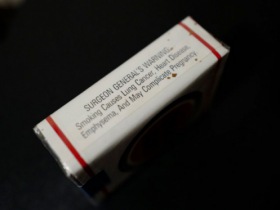 SURGEON GENERAL'S WARNING:
Smoking Causes Lung Cancer, Heart Disease,
Emphysema, And May Complicate Pregnancy.